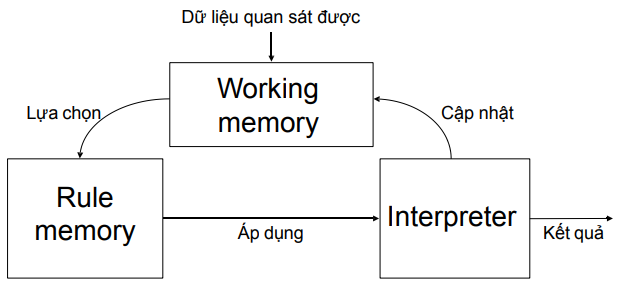 Dữ liệu quan sát được
Working
memory
Lựa chọn
Cập nhật
Rule
memory
Áp dụng
Interpreter
Kết quả